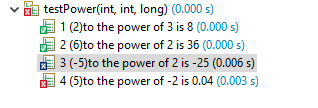 testPower(int, int, long) (0.000 s)
1 (2)to the power of 3 is 8 (0.000 s)
2 (6)to the power of 2 is 36 (0.000 s)
3 (-5)to the power of 2 is -25 (0.006 s)
4 (5)to the power of -2 is 0.04 (0.003 s)